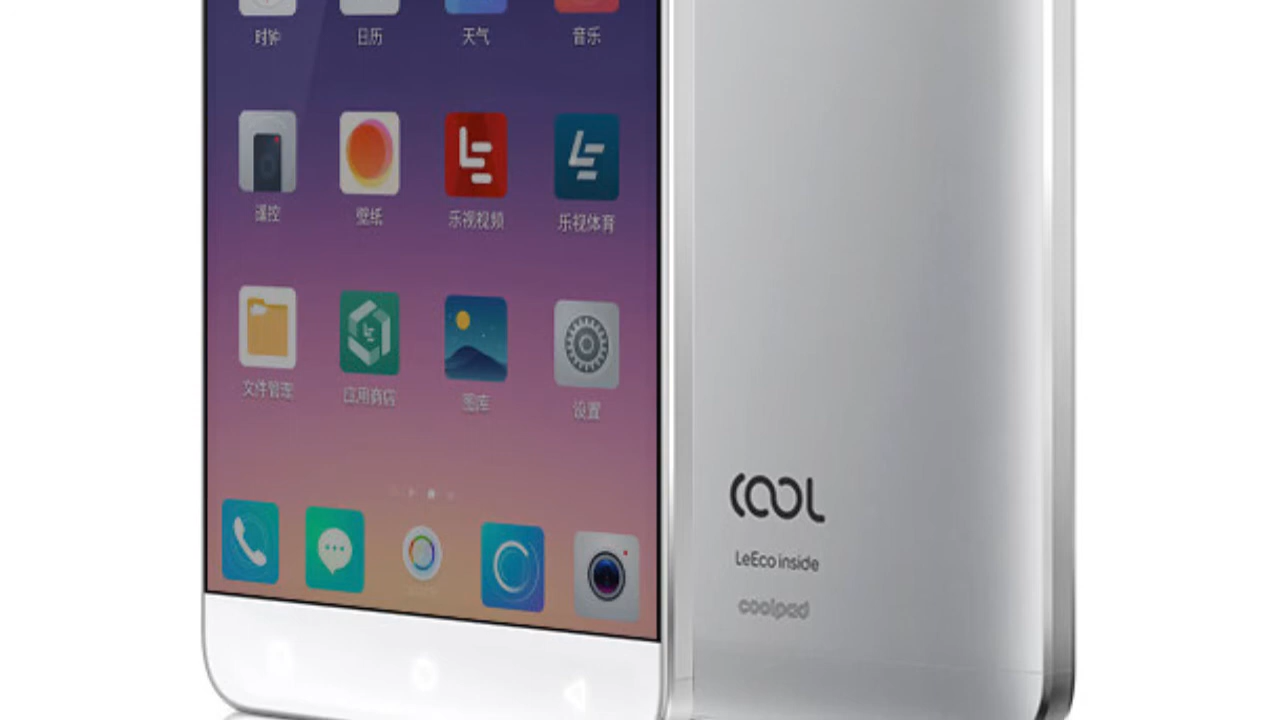 时钟 日历 天气 音乐
遥控 壁纸 乐视视频 乐视体育
文件管理 应用商店 图库 设置
COOL
LeEco inside
coolpad